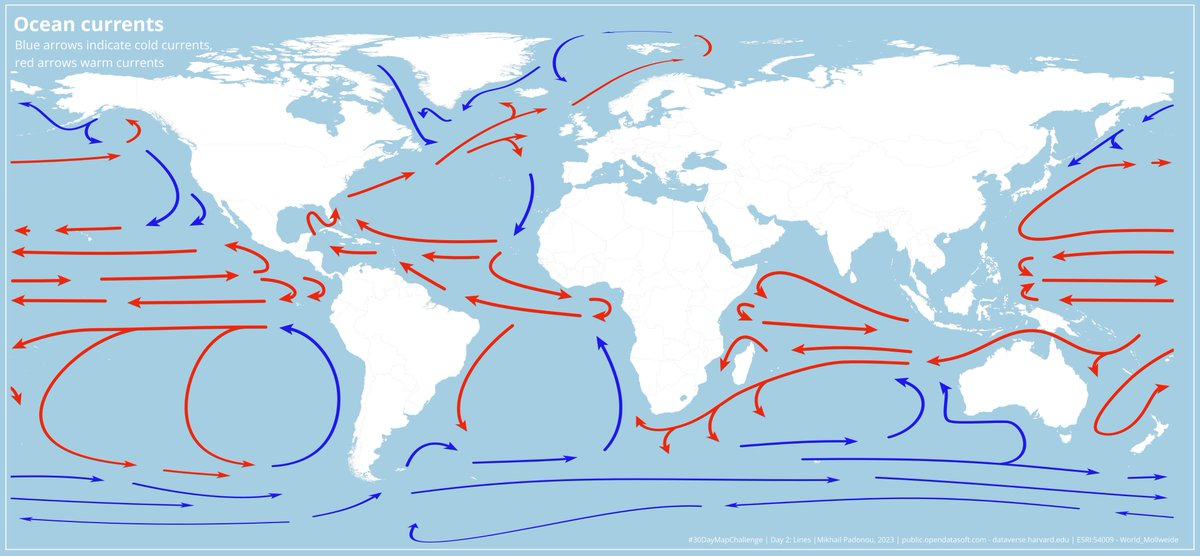 Ocean currents
Blue arrows indicate cold currents,
red arrows warm currents
#30DayMapChallenge | Day 2: Lines |Mikhail Padonou, 2023 | public.opendatasoft.com - dataverse.harvard.edu | ESRI:54009 - World_Mollweide